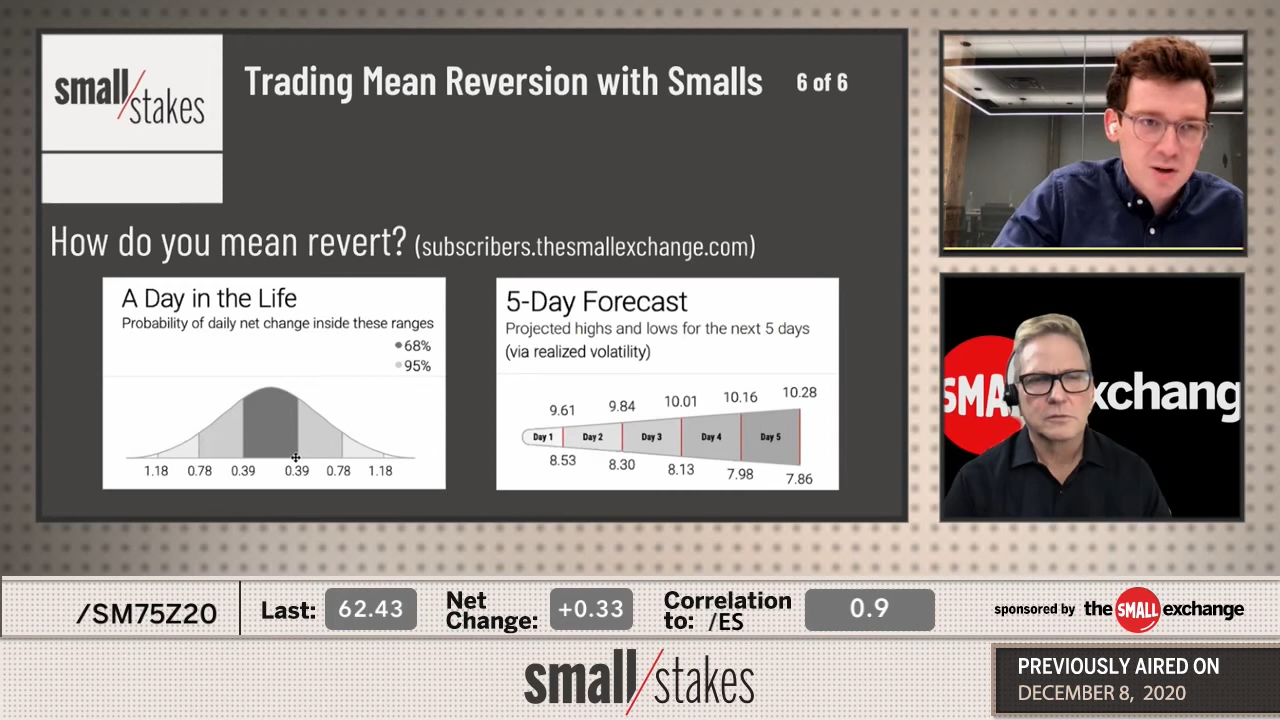 small/stakes
Trading Mean Reversion with Smalls
6 of 6
How do you mean revert? (subscribers.thesmallexchange.com)
A Day in the Life
Probability of daily net change inside these ranges
68%
95%
1.18 0.78 0.39 0.39 0.78 1.18
5-Day Forecast
Projected highs and lows for the next 5 days
(via realized volatility)
9.61 9.84 10.01 10.16 10.28
Day 1 Day 2 Day 3 Day 4 Day 5
8.53 8.30 8.13 7.98 7.86
SMA
xchang
/SM75Z20
Last: 62.43
Net
Change: +0.33
Correlation
to: /ES 0.9
sponsored by the SMALL exchange
small/stakes
PREVIOUSLY AIRED ON
DECEMBER 8, 2020